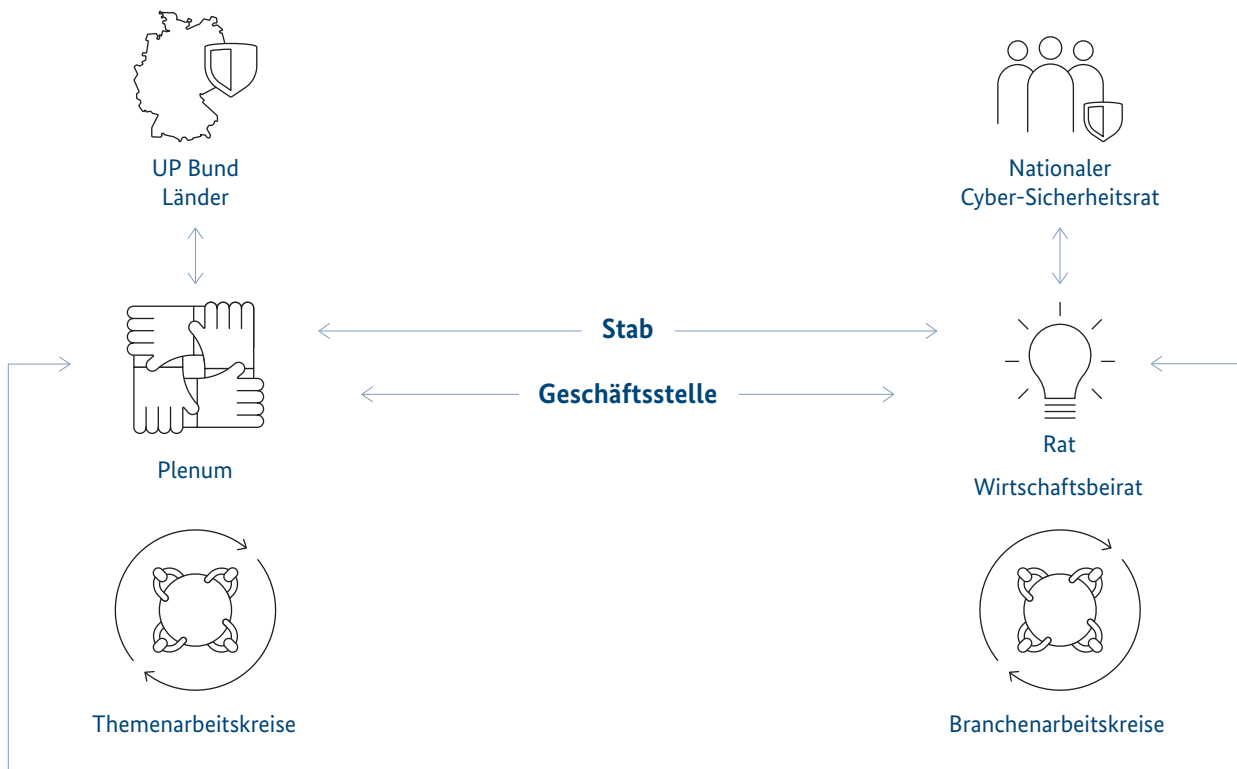 UP Bund
Länder
Nationaler
Cyber-Sicherheitsrat
Stab
Geschäftsstelle
Plenum
Rat
Wirtschaftsbeirat
Themenarbeitskreise
Branchenarbeitskreise